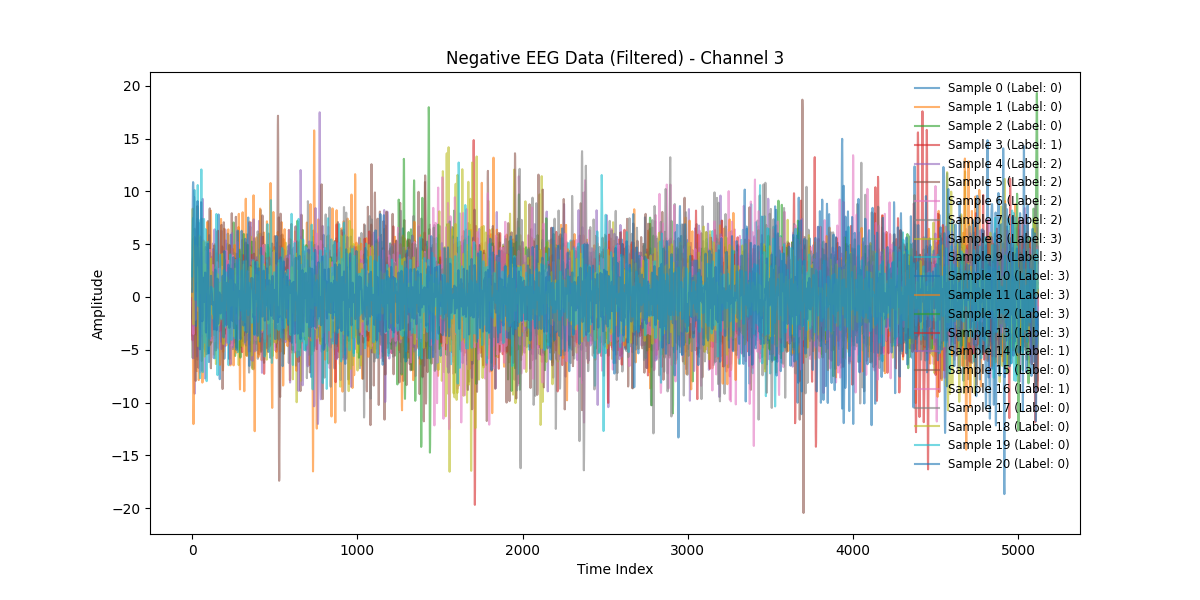 Negative EEG Data (Filtered) - Channel 3
Amplitude
20
15
10
5
0
−5
−10
−15
−20
Sample 0 (Label: 0)
Sample 1 (Label: 0)
Sample 2 (Label: 0)
Sample 3 (Label: 1)
Sample 4 (Label: 2)
Sample 5 (Label: 2)
Sample 6 (Label: 2)
Sample 7 (Label: 2)
Sample 8 (Label: 3)
Sample 9 (Label: 3)
Sample 10 (Label: 3)
Sample 11 (Label: 3)
Sample 12 (Label: 3)
Sample 13 (Label: 3)
Sample 14 (Label: 1)
Sample 15 (Label: 0)
Sample 16 (Label: 1)
Sample 17 (Label: 0)
Sample 18 (Label: 0)
Sample 19 (Label: 0)
Sample 20 (Label: 0)
0 1000 2000 3000 4000 5000
Time Index